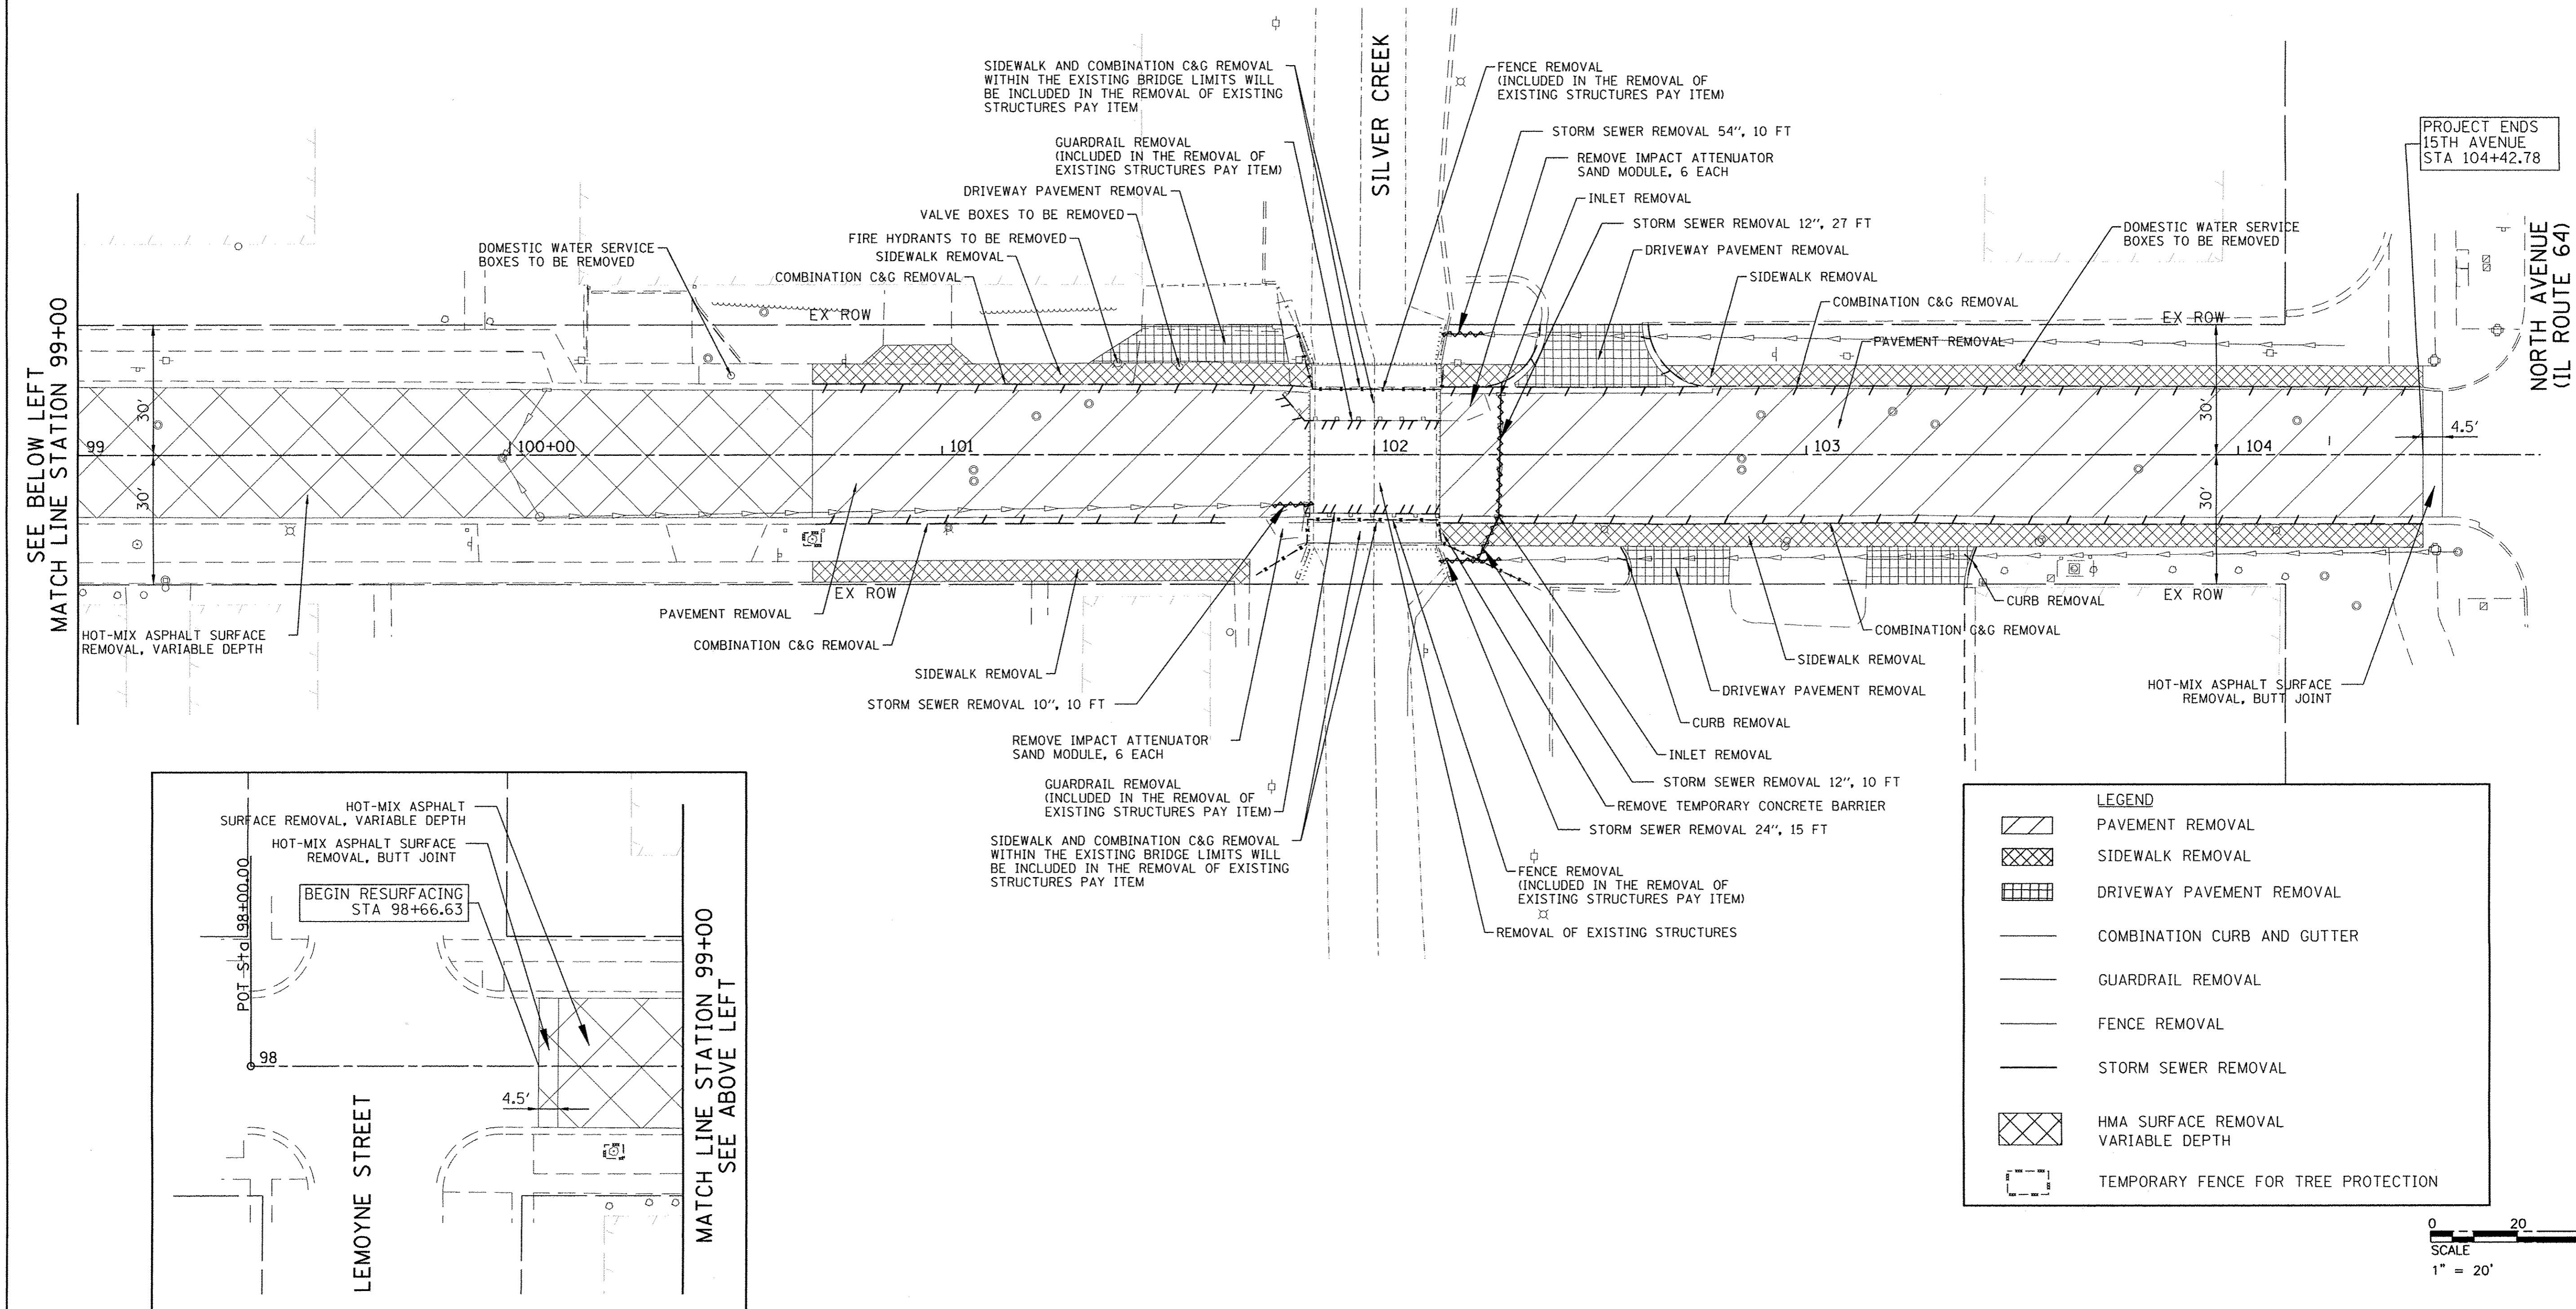 SIDEWALK AND COMBINATION C&G REMOVAL
WITHIN THE EXISTING BRIDGE LIMITS WILL
BE INCLUDED IN THE REMOVAL OF EXISTING
STRUCTURES PAY ITEM
GUARDRAIL REMOVAL
(INCLUDED IN THE REMOVAL OF
EXISTING STRUCTURES PAY ITEM)
DRIVEWAY PAVEMENT REMOVAL
VALVE BOXES TO BE REMOVED
FIRE HYDRANTS TO BE REMOVED
SIDEWALK REMOVAL
COMBINATION C&G REMOVAL
DOMESTIC WATER SERVICE
BOXES TO BE REMOVED
SILVER CREEK
FENCE REMOVAL
(INCLUDED IN THE REMOVAL OF
EXISTING STRUCTURES PAY ITEM)
STORM SEWER REMOVAL 54", 10 FT
REMOVE IMPACT ATTENUATOR
SAND MODULE, 6 EACH
INLET REMOVAL
STORM SEWER REMOVAL 12", 27 FT
DRIVEWAY PAVEMENT REMOVAL
SIDEWALK REMOVAL
COMBINATION C&G REMOVAL
PAVEMENT REMOVAL
DOMESTIC WATER SERVICE
BOXES TO BE REMOVED
PROJECT ENDS
15TH AVENUE
STA 104+42.78
NORTH AVENUE
(IL ROUTE 64)
SEE BELOW LEFT
MATCH LINE STATION 99+00
EX ROW
EX ROW
30'
30'
30'
30'
4.5'
99
100+00
101
102
103
104
EX ROW
EX ROW
HOT-MIX ASPHALT SURFACE
REMOVAL, VARIABLE DEPTH
PAVEMENT REMOVAL
COMBINATION C&G REMOVAL
SIDEWALK REMOVAL
STORM SEWER REMOVAL 10", 10 FT
REMOVE IMPACT ATTENUATOR
SAND MODULE, 6 EACH
GUARDRAIL REMOVAL
(INCLUDED IN THE REMOVAL OF
EXISTING STRUCTURES PAY ITEM)
SIDEWALK AND COMBINATION C&G REMOVAL
WITHIN THE EXISTING BRIDGE LIMITS WILL
BE INCLUDED IN THE REMOVAL OF EXISTING
STRUCTURES PAY ITEM
CURB REMOVAL
COMBINATION C&G REMOVAL
SIDEWALK REMOVAL
DRIVEWAY PAVEMENT REMOVAL
CURB REMOVAL
INLET REMOVAL
STORM SEWER REMOVAL 12", 10 FT
REMOVE TEMPORARY CONCRETE BARRIER
STORM SEWER REMOVAL 24", 15 FT
FENCE REMOVAL
(INCLUDED IN THE REMOVAL OF
EXISTING STRUCTURES PAY ITEM)
REMOVAL OF EXISTING STRUCTURES
HOT-MIX ASPHALT SURFACE
REMOVAL, BUTT JOINT
HOT-MIX ASPHALT
SURFACE REMOVAL, VARIABLE DEPTH
HOT-MIX ASPHALT SURFACE
REMOVAL, BUTT JOINT
BEGIN RESURFACING
STA 98+66.63
POT Sta 98+00.00
98
4.5'
LEMOYNE STREET
MATCH LINE STATION 99+00
SEE ABOVE LEFT
LEGEND
PAVEMENT REMOVAL
SIDEWALK REMOVAL
DRIVEWAY PAVEMENT REMOVAL
COMBINATION CURB AND GUTTER
GUARDRAIL REMOVAL
FENCE REMOVAL
STORM SEWER REMOVAL
HMA SURFACE REMOVAL
VARIABLE DEPTH
TEMPORARY FENCE FOR TREE PROTECTION
0 20
SCALE
1" = 20'